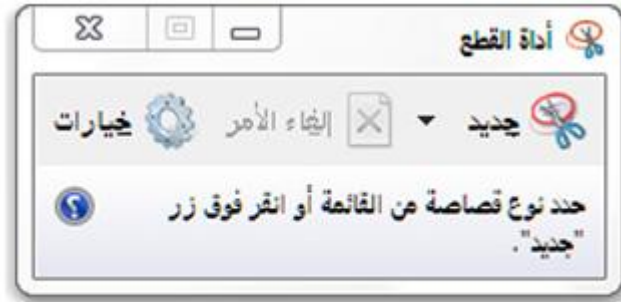 أداة القطع
جديد إلغاء الأمر خيارات
حدد نوع قصاصة من القائمة أو انقر فوق زر
"جديد".